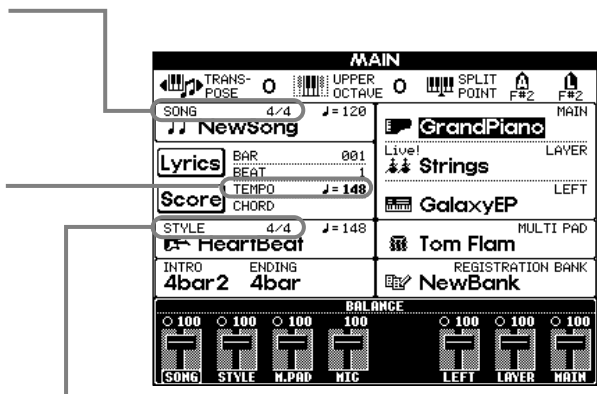 MAIN
TRANS-
POSE 0 UPPER
OCTAVE 0 SPLIT
POINT A
F#2 L
F#2
SONG 4/4 ♩=120
NewSong
MAIN
GrandPiano
Lyrics BAR 001
BEAT 1
Live! LAYER
Strings
Score TEMPO ♩=148
CHORD
LEFT
GalaxyEP
STYLE 4/4 ♩=148
HeartBeat
MULTI PAD
Tom Flam
INTRO ENDING
4bar2 4bar
REGISTRATION BANK
NewBank
BALANCE
100 100 100 100 100 100 100
SONG STYLE M.PAD MIC LEFT LAYER MAIN